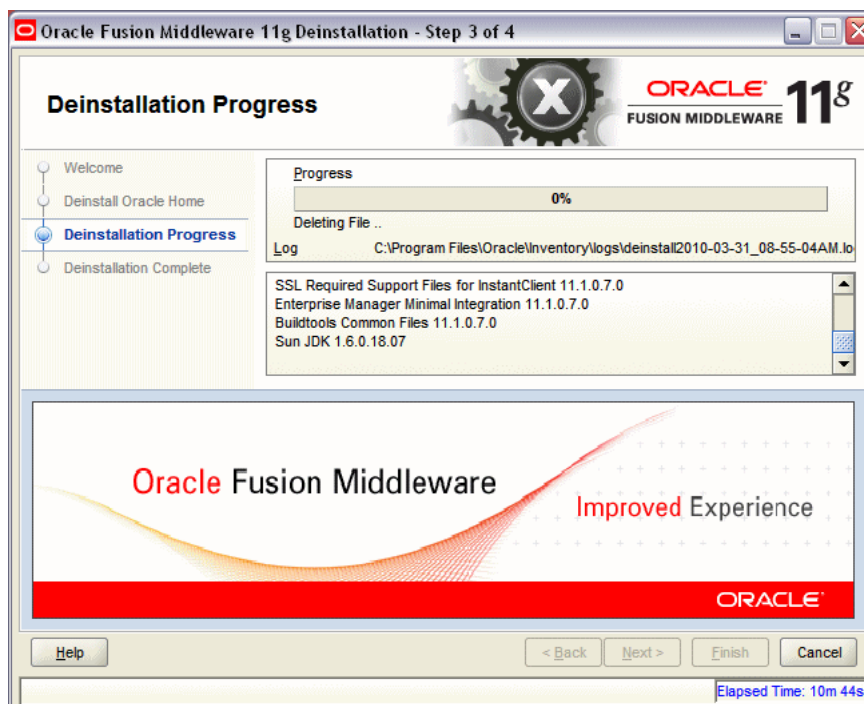 Oracle Fusion Middleware 11g Deinstallation - Step 3 of 4
Deinstallation Progress
X
ORACLE
FUSION MIDDLEWARE
11g
Welcome
Deinstall Oracle Home
Deinstallation Progress
Deinstallation Complete
Progress
0%
Deleting File ..
Log C:\Program Files\Oracle\Inventory\logs\deinstall2010-03-31_08-55-04AM.lo
SSL Required Support Files for InstantClient 11.1.0.7.0
Enterprise Manager Minimal Integration 11.1.0.7.0
Buildtools Common Files 11.1.0.7.0
Sun JDK 1.6.0.18.07
Oracle Fusion Middleware
Improved Experience
ORACLE
Help
< Back
Next >
Finish
Cancel
Elapsed Time: 10m 44s